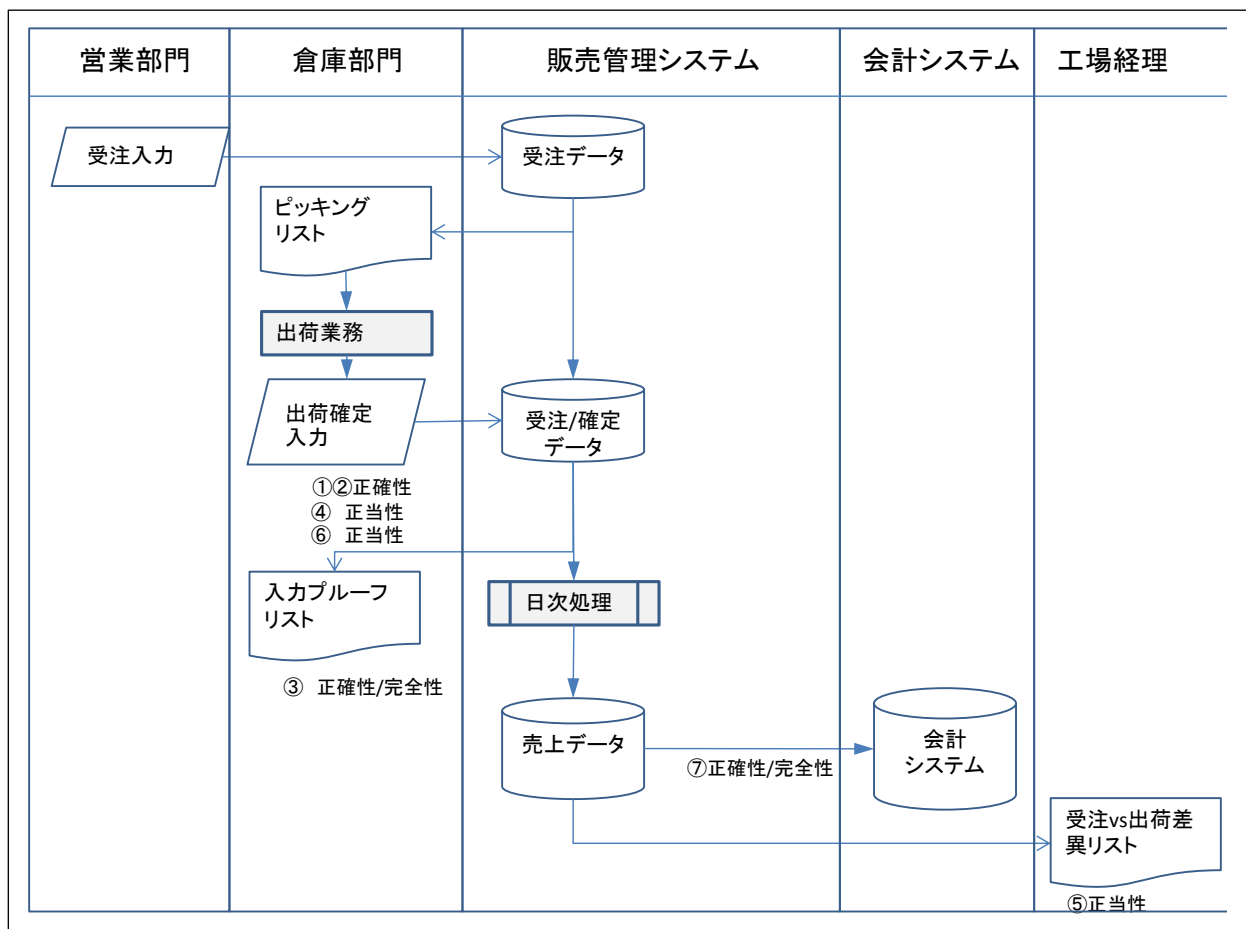 営業部門
倉庫部門
販売管理システム
会計システム
工場経理
受注入力
受注データ
ピッキング
リスト
出荷業務
出荷確定
入力
受注/確定
データ
①②正確性
④ 正当性
⑥ 正当性
入力プルーフ
リスト
日次処理
③ 正確性/完全性
売上データ
⑦正確性/完全性
会計
システム
受注vs出荷差
異リスト
⑤正当性